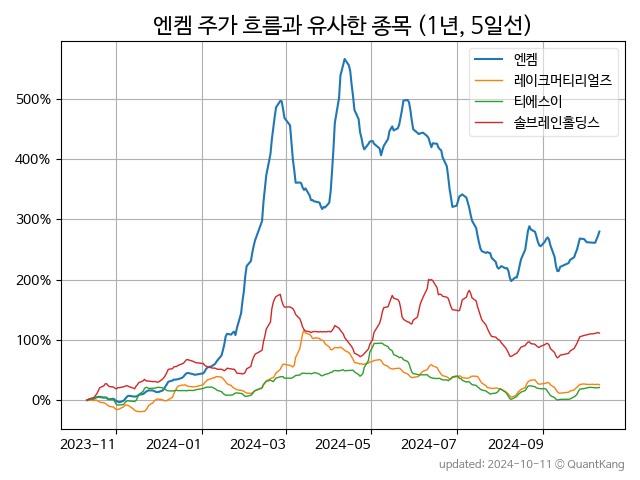 엔켐 주가 흐름과 유사한 종목 (1년, 5일선)
엔켐
레이크머티리얼즈
티에스이
솔브레인홀딩스
500%
400%
300%
200%
100%
0%
2023-11 2024-01 2024-03 2024-05 2024-07 2024-09
updated: 2024-10-11 © QuantKang